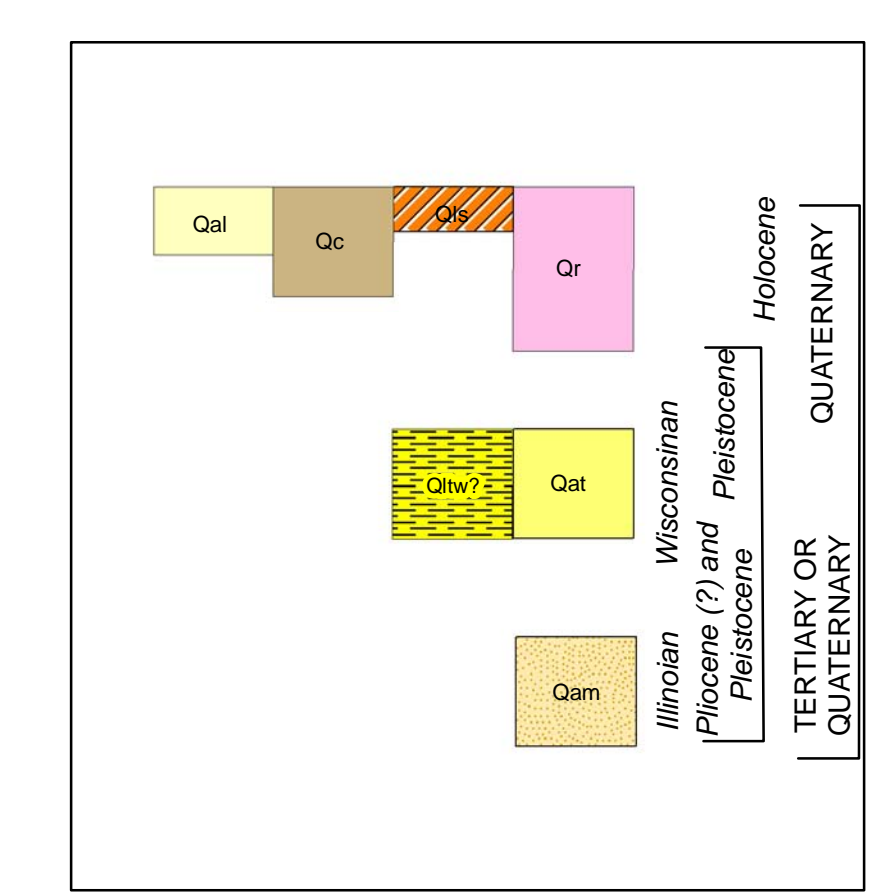 Qal
Qc
Qls
Qr
Qltw?
Qat
Qam
Holocene
Pleistocene
Wisconsinan
Illinoian
Pliocene (?) and
Pleistocene
QUATERNARY
TERTIARY OR
QUATERNARY